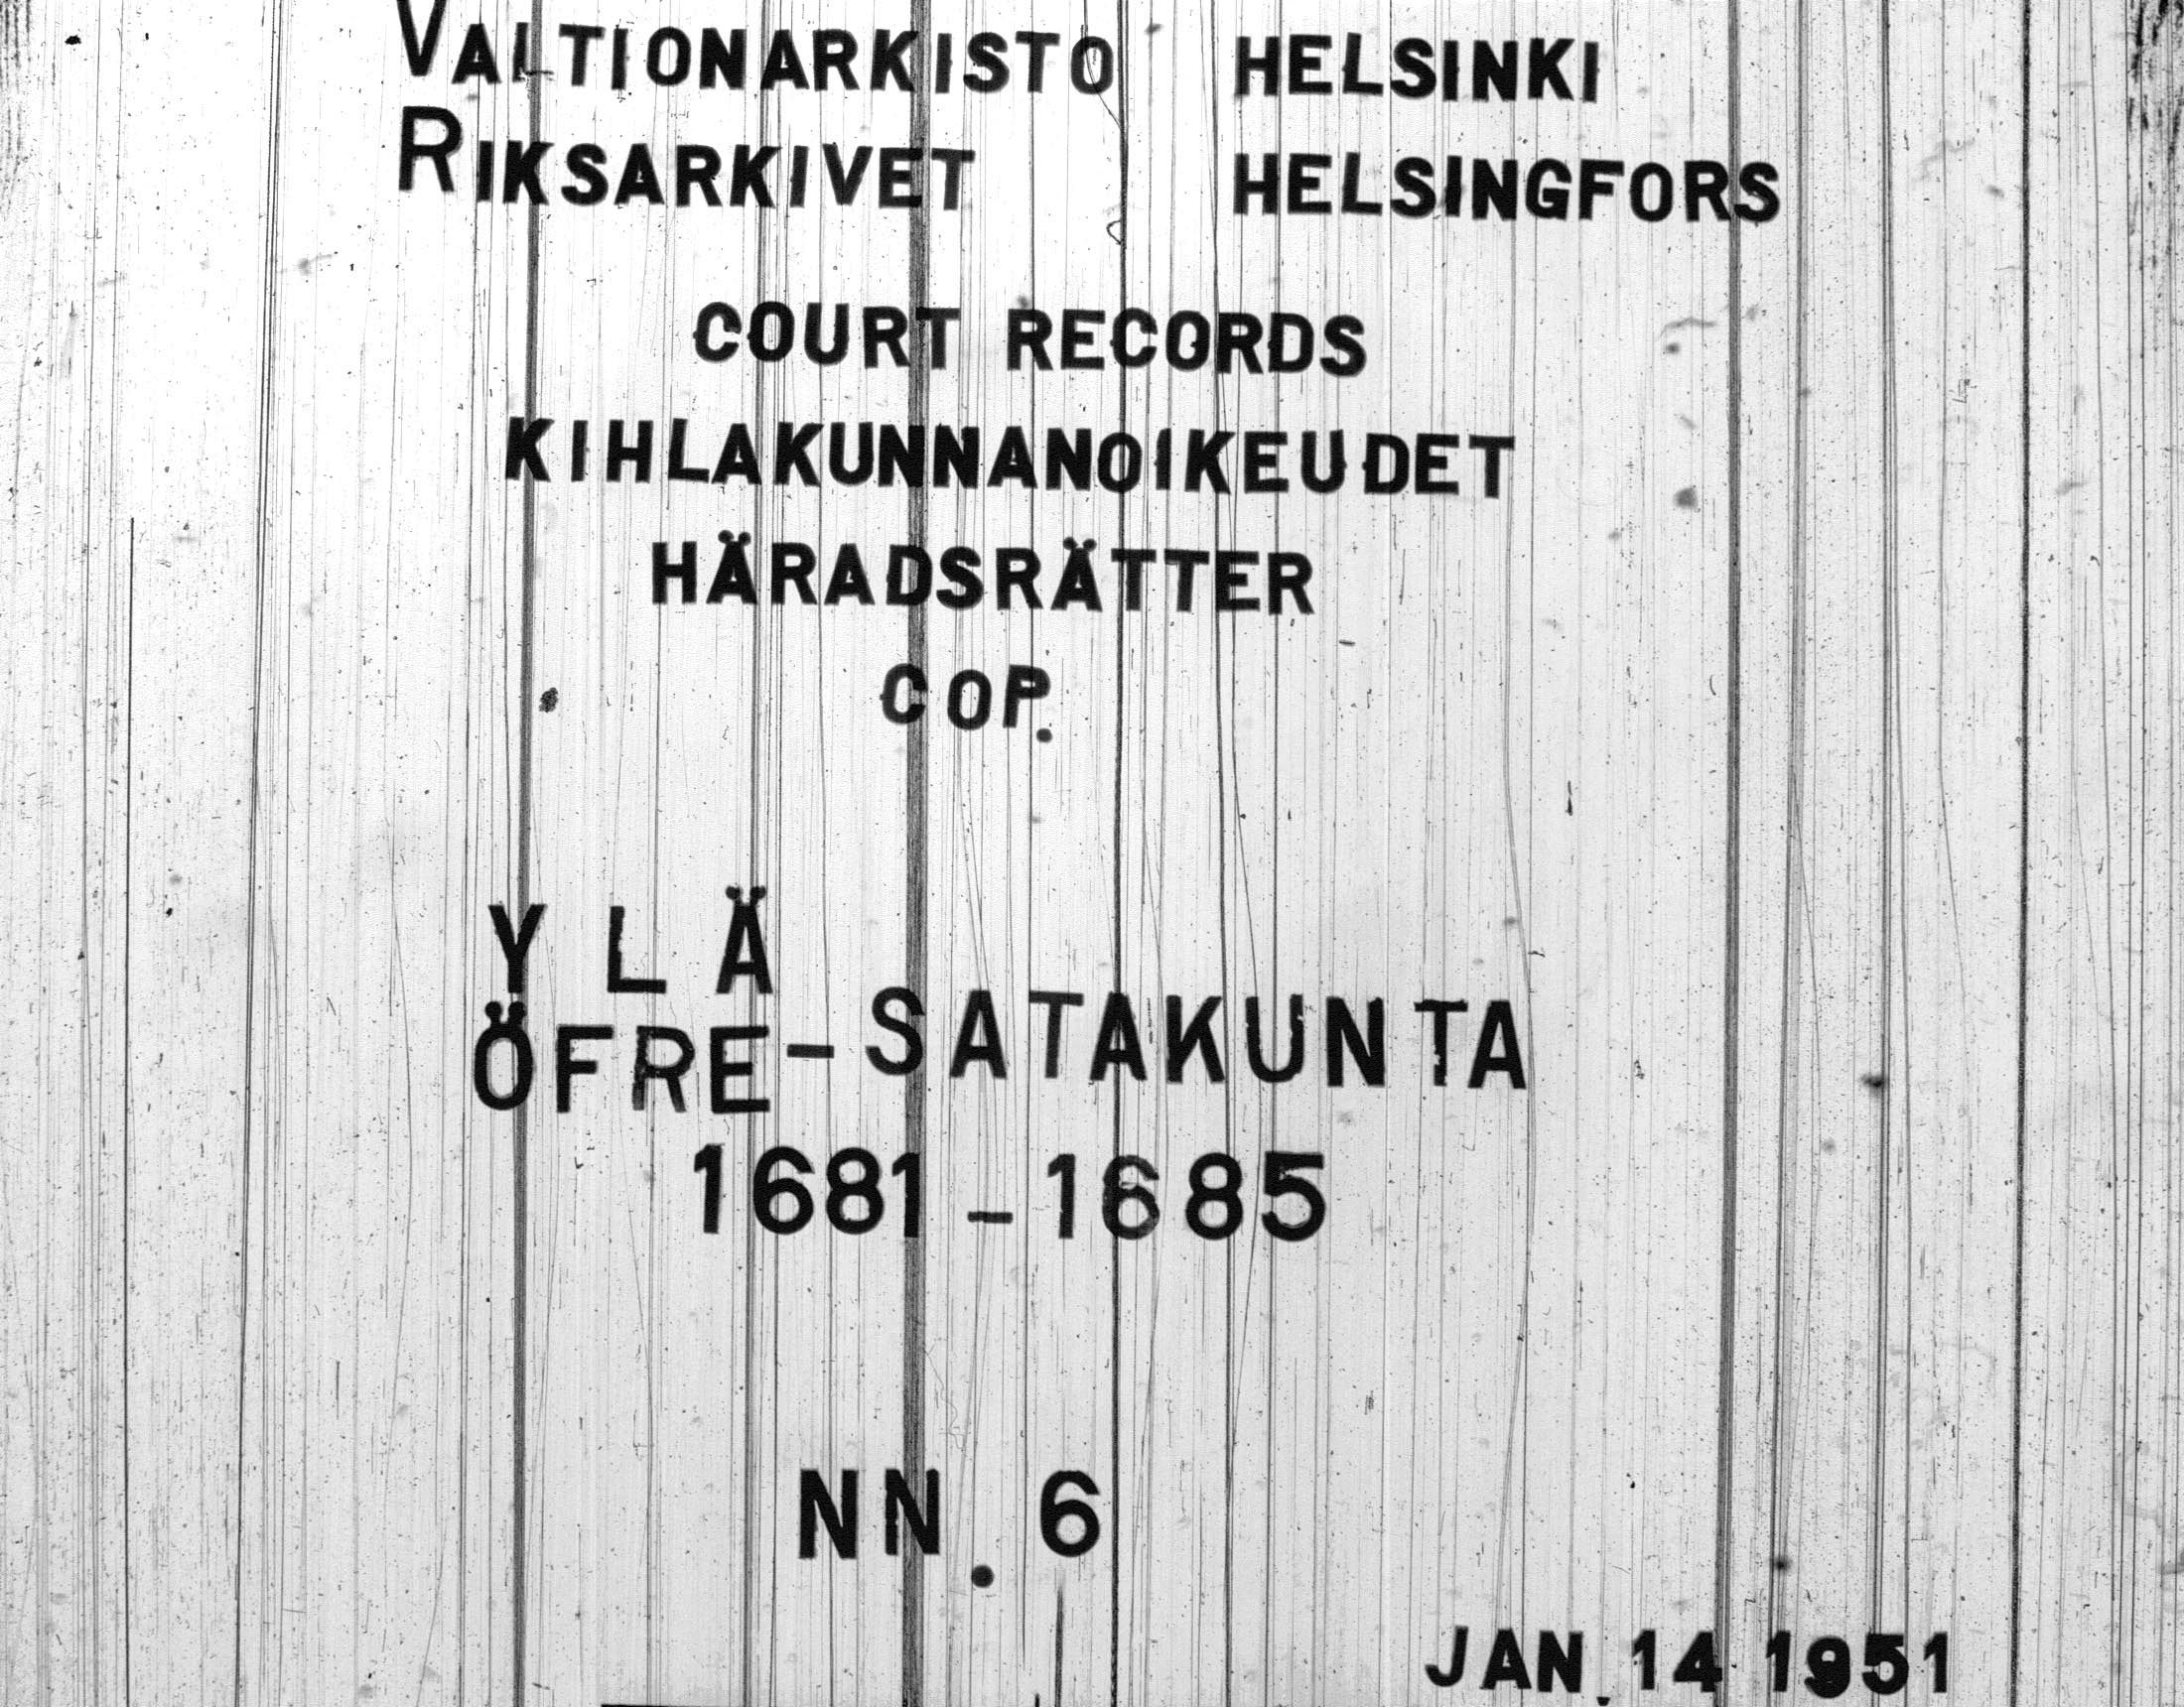 VALTIONARKISTO HELSINKI
RIKSARKIVET HELSINGFORS
COURT RECORDS
KIHLAKUNNANOIKEUDET
HÄRADSRÄTTER
COP.
YLÄ
ÖFRE-SATAKUNTA
1681-1685
NN. 6
JAN. 14 1951